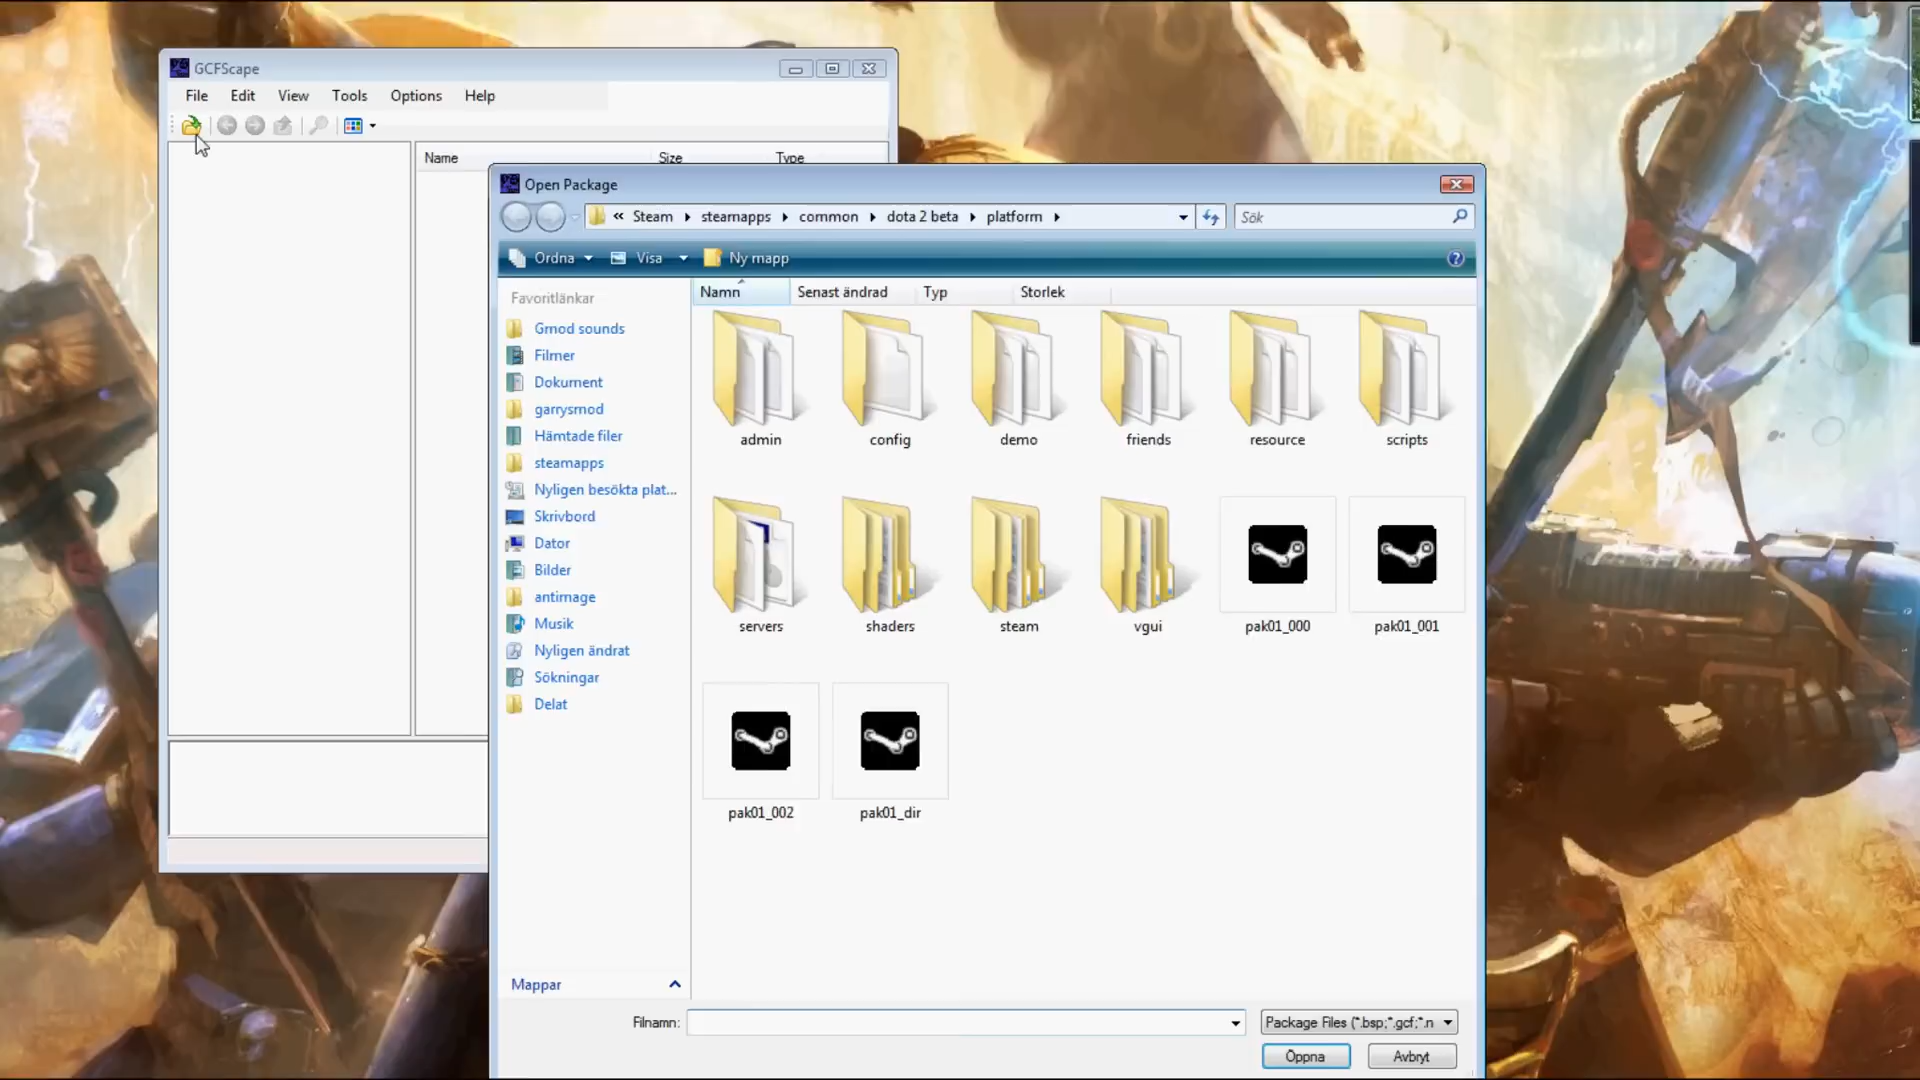 GCFScape
File Edit View Tools Options Help
Name Size Type
Open Package
« Steam steamapps common dota 2 beta platform
Sök
Ordna Visa Ny mapp
Favoritlänkar
Gmod sounds
Filmer
Dokument
garrysmod
Hämtade filer
steamapps
Nyligen besökta plat...
Skrivbord
Dator
Bilder
antimage
Musik
Nyligen ändrat
Sökningar
Delat
Mappar
Namn Senast ändrad Typ Storlek
admin config demo friends resource scripts
servers shaders steam vgui pak01_000 pak01_001
pak01_002 pak01_dir
Filnamn:
Package Files (*.bsp;*.gcf;*.n
Öppna Avbryt